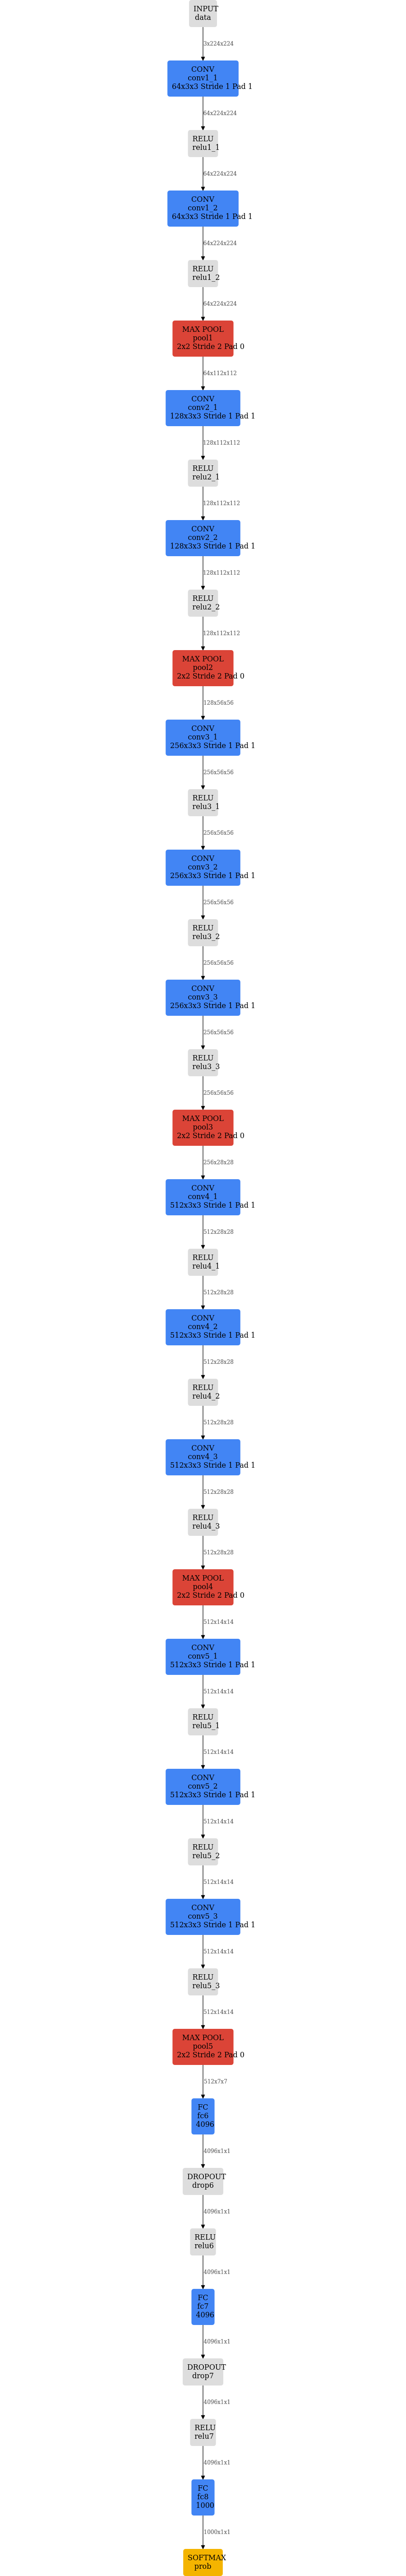 INPUT
data
3x224x224
CONV
conv1_1
64x3x3 Stride 1 Pad 1
64x224x224
RELU
relu1_1
64x224x224
CONV
conv1_2
64x3x3 Stride 1 Pad 1
64x224x224
RELU
relu1_2
64x224x224
MAX POOL
pool1
2x2 Stride 2 Pad 0
64x112x112
CONV
conv2_1
128x3x3 Stride 1 Pad 1
128x112x112
RELU
relu2_1
128x112x112
CONV
conv2_2
128x3x3 Stride 1 Pad 1
128x112x112
RELU
relu2_2
128x112x112
MAX POOL
pool2
2x2 Stride 2 Pad 0
128x56x56
CONV
conv3_1
256x3x3 Stride 1 Pad 1
256x56x56
RELU
relu3_1
256x56x56
CONV
conv3_2
256x3x3 Stride 1 Pad 1
256x56x56
RELU
relu3_2
256x56x56
CONV
conv3_3
256x3x3 Stride 1 Pad 1
256x56x56
RELU
relu3_3
256x56x56
MAX POOL
pool3
2x2 Stride 2 Pad 0
256x28x28
CONV
conv4_1
512x3x3 Stride 1 Pad 1
512x28x28
RELU
relu4_1
512x28x28
CONV
conv4_2
512x3x3 Stride 1 Pad 1
512x28x28
RELU
relu4_2
512x28x28
CONV
conv4_3
512x3x3 Stride 1 Pad 1
512x28x28
RELU
relu4_3
512x28x28
MAX POOL
pool4
2x2 Stride 2 Pad 0
512x14x14
CONV
conv5_1
512x3x3 Stride 1 Pad 1
512x14x14
RELU
relu5_1
512x14x14
CONV
conv5_2
512x3x3 Stride 1 Pad 1
512x14x14
RELU
relu5_2
512x14x14
CONV
conv5_3
512x3x3 Stride 1 Pad 1
512x14x14
RELU
relu5_3
512x14x14
MAX POOL
pool5
2x2 Stride 2 Pad 0
512x7x7
FC
fc6
4096
4096x1x1
DROPOUT
drop6
4096x1x1
RELU
relu6
4096x1x1
FC
fc7
4096
4096x1x1
DROPOUT
drop7
4096x1x1
RELU
relu7
4096x1x1
FC
fc8
1000
1000x1x1
SOFTMAX
prob